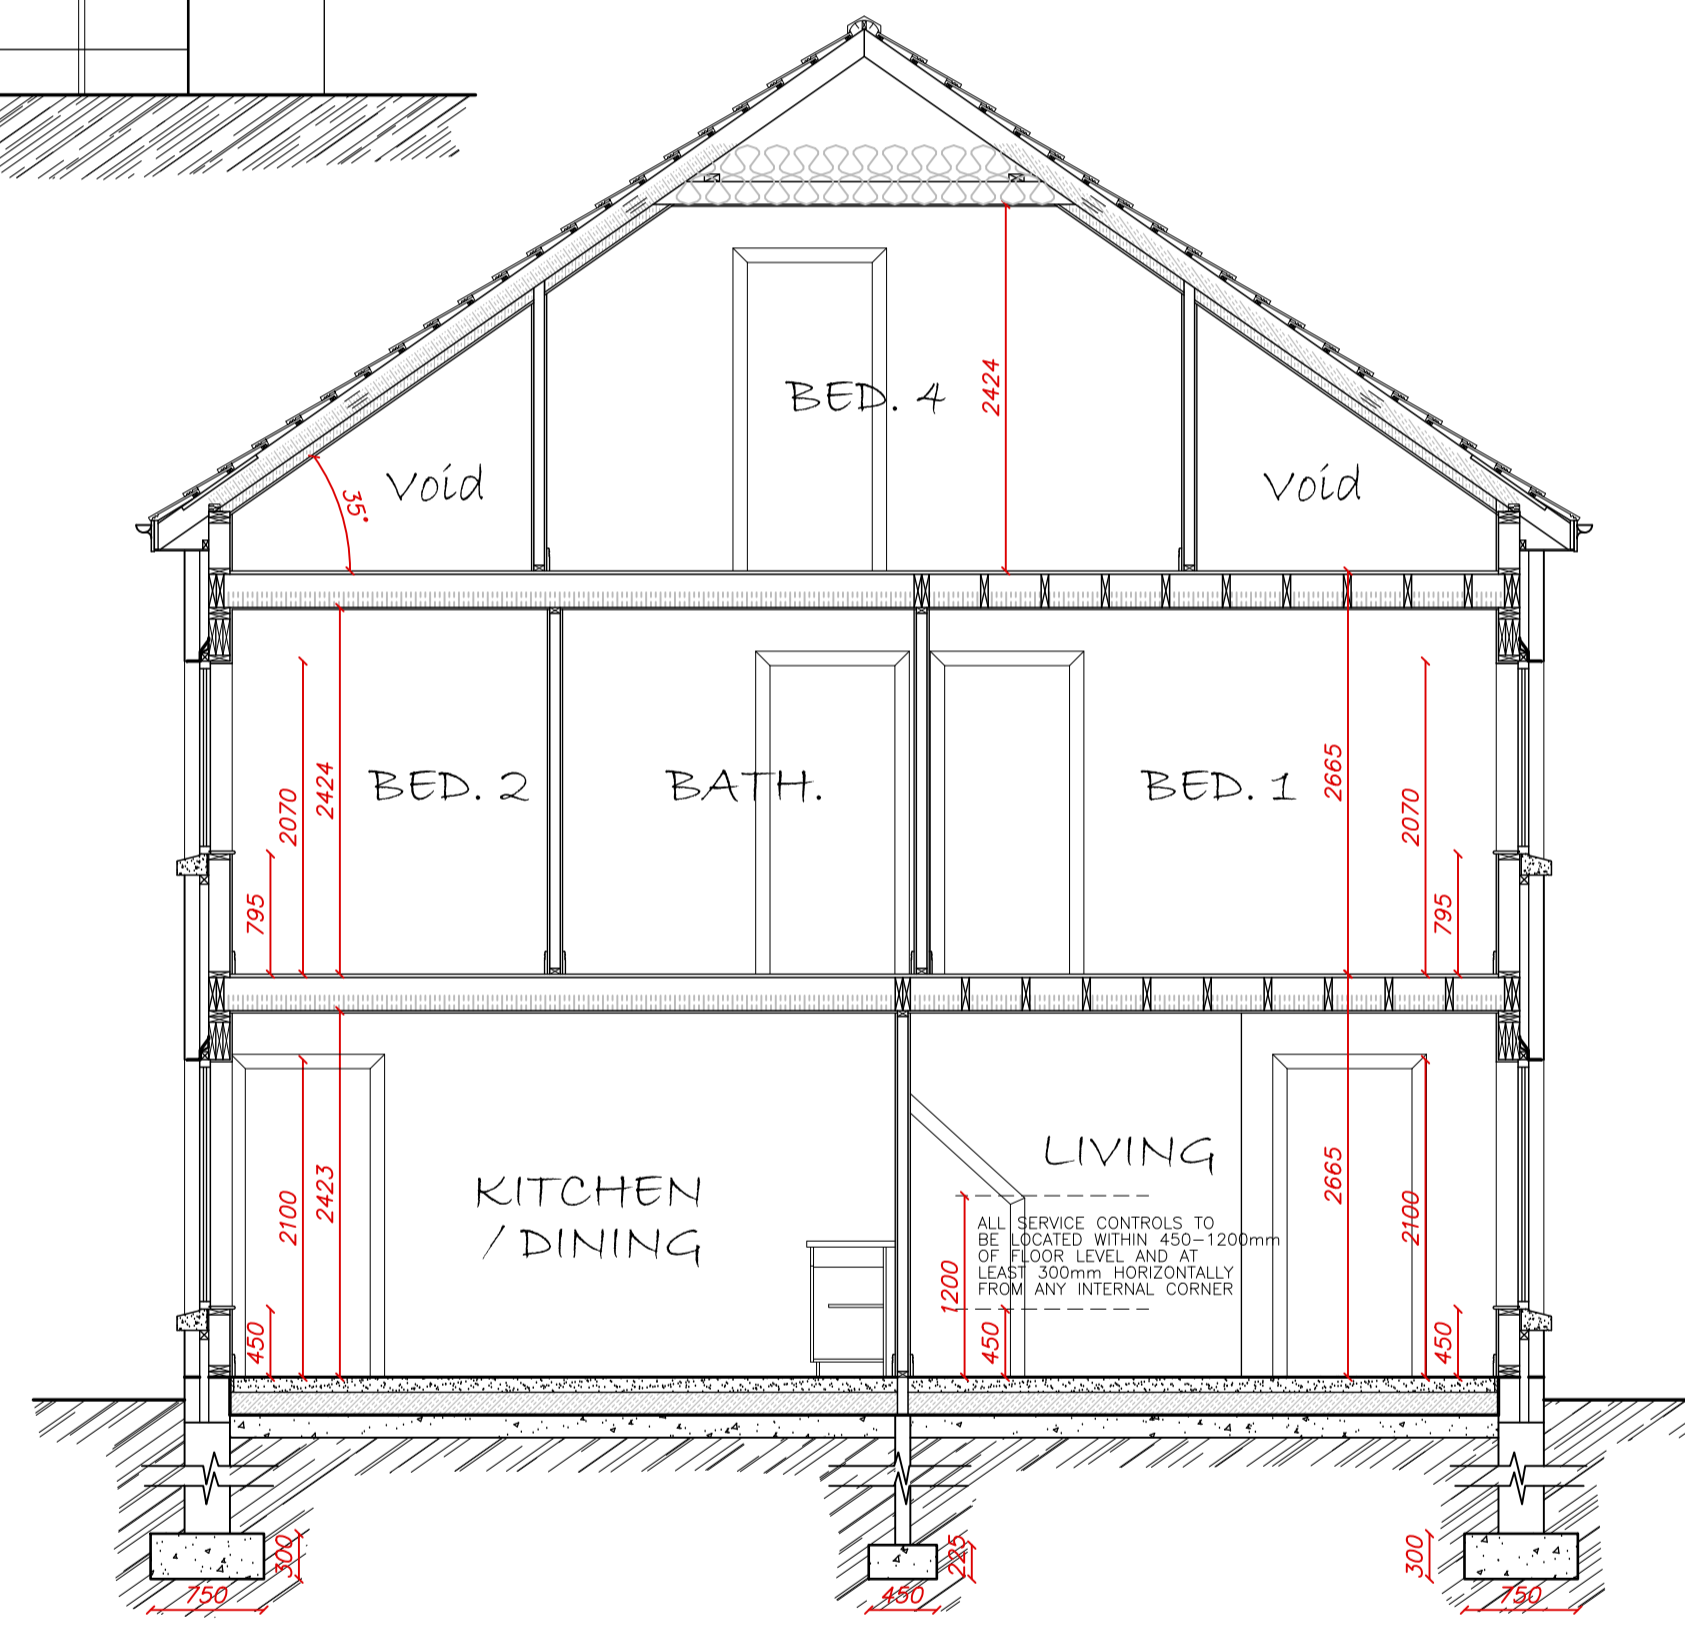 2424
BED. 4
Void
Void
35°
2665
2070
2424
2070
BED. 2
BATH.
BED. 1
795
795
LIVING
2100
2423
2665
2100
KITCHEN
/DINING
ALL SERVICE CONTROLS TO
BE LOCATED WITHIN 450-1200mm
OF FLOOR LEVEL AND AT
LEAST 300mm HORIZONTALLY
FROM ANY INTERNAL CORNER
1200
450
450
450
300
225
300
750
450
750